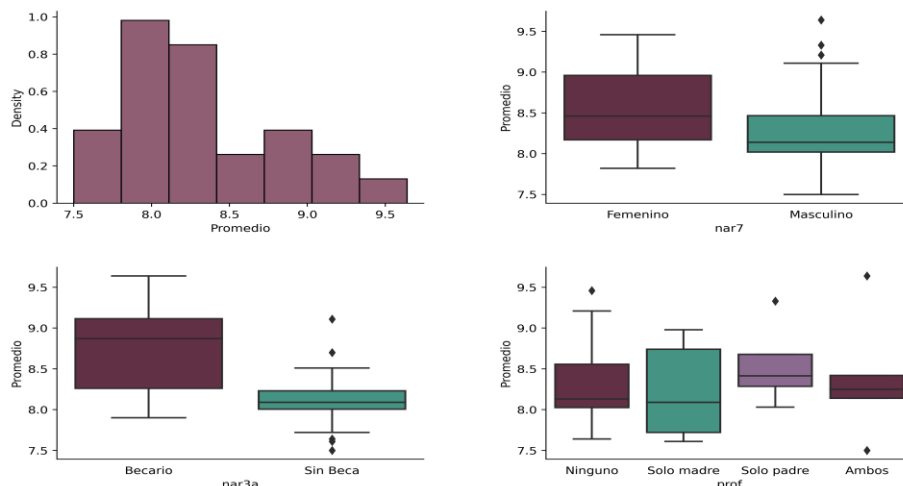 1.0
0.8
0.6
0.4
0.2
0.0
Density
7.5
8.0
8.5
9.0
9.5
Promedio
9.5
9.0
8.5
8.0
7.5
Promedio
Femenino
Masculino
nar7
9.5
9.0
8.5
8.0
7.5
Promedio
Becario
Sin Beca
nar3a
9.5
9.0
8.5
8.0
7.5
Promedio
Ninguno
Solo madre
Solo padre
Ambos
prof